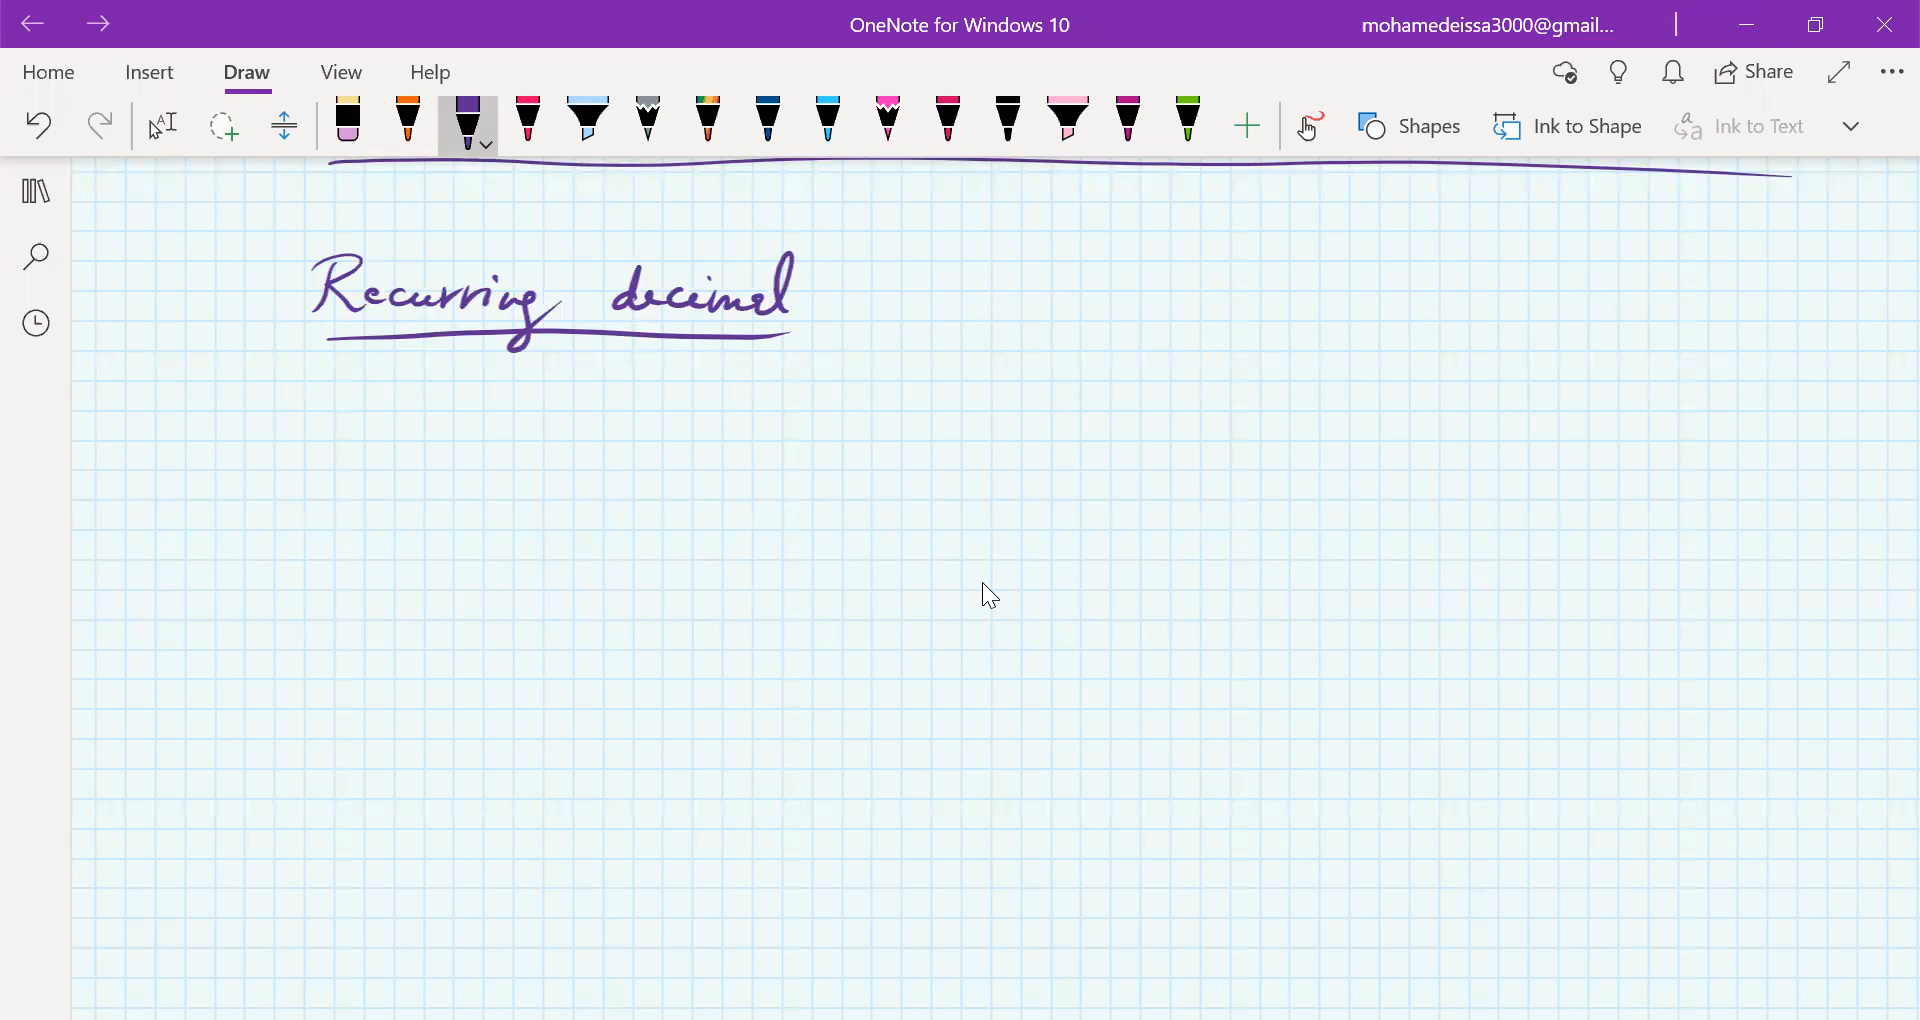 OneNote for Windows 10
mohamedeissa3000@gmail...
Home Insert Draw View Help
Share
Shapes Ink to Shape Ink to Text
Recurring decimal